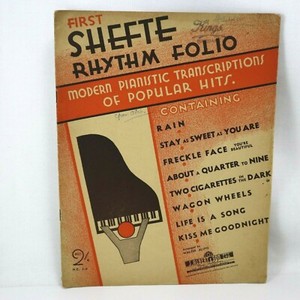 FIRST
SHEFTE
RHYTHM FOLIO
MODERN PIANISTIC TRANSCRIPTIONS
OF POPULAR HITS.
CONTAINING
RAIN
STAY AS SWEET AS YOU ARE
FRECKLE FACE YOU'RE BEAUTIFUL
ABOUT A QUARTER TO NINE
TWO CIGARETTES IN THE DARK
WAGON WHEELS
LIFE IS A SONG
KISS ME GOODNIGHT
2/-